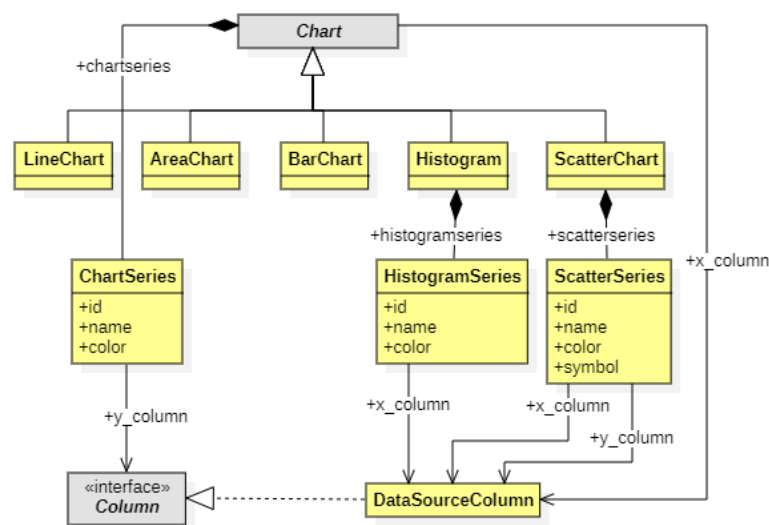 Chart
+chartseries
LineChart
AreaChart
BarChart
Histogram
ScatterChart
+histogramseries
+scatterseries
+x_column
ChartSeries
+id
+name
+color
HistogramSeries
+id
+name
+color
ScatterSeries
+id
+name
+color
+symbol
+y_column
+x_column
+x_column
+y_column
«interface»
Column
DataSourceColumn